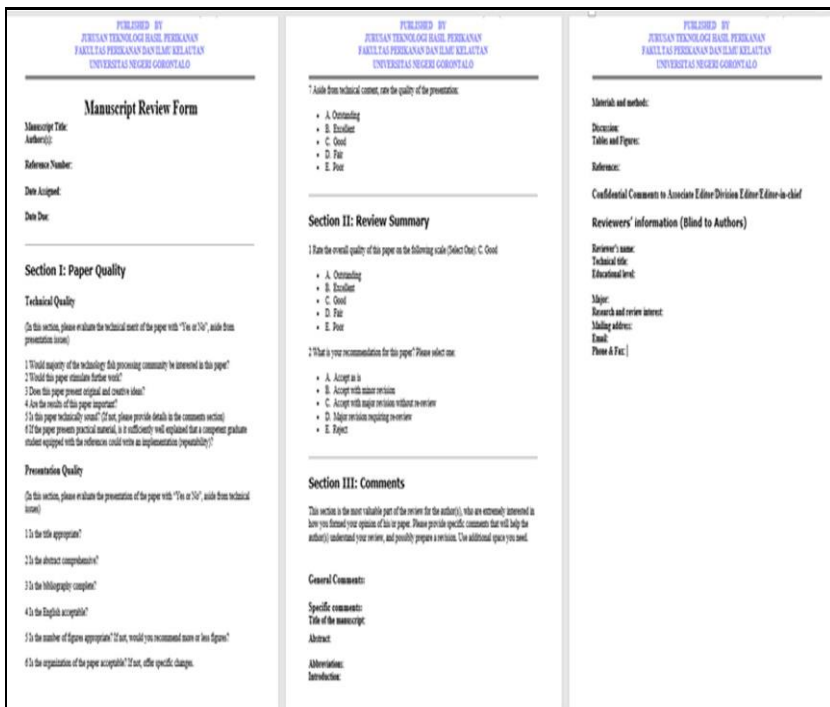 PUBLISHED BY
JURUSAN TEKNOLOGI HASIL PERIKANAN
FAKULTAS PERIKANAN DAN ILMU KELAUTAN
UNIVERSITAS NEGERI GORONTALO
Manuscript Review Form
Manuscript Title:
Author(s):
Reference Number:
Date Assigned:
Date Due:
Section I: Paper Quality
Technical Quality
(In this section, please evaluate the technical merit of the paper with "Yes or No", aside from
presentation issues)
1 Would majority of the technology fish processing community be interested in this paper?
2 Would this paper stimulate further work?
3 Does this paper present original and creative ideas?
4 Are the results of this paper important?
5 Is this paper technically sound? (If not, please provide details in the comments section)
6 If the paper presents practical material, is it sufficiently well explained that a competent graduate
student equipped with the references could write an implementation (repeatability)?
Presentation Quality
(In this section, please evaluate the presentation of the paper with "Yes or No", aside from technical
issues)
1 Is the title appropriate?
2 Is the abstract comprehensive?
3 Is the bibliography complete?
4 Is the English acceptable?
5 Is the number of figures appropriate? If not, would you recommend more or less figures?
6 Is the organization of the paper acceptable? If not, offer specific changes.
PUBLISHED BY
JURUSAN TEKNOLOGI HASIL PERIKANAN
FAKULTAS PERIKANAN DAN ILMU KELAUTAN
UNIVERSITAS NEGERI GORONTALO
7 Aside from technical content, rate the quality of the presentation:
• A. Outstanding
• B. Excellent
• C. Good
• D. Fair
• E. Poor
Section II: Review Summary
1 Rate the overall quality of this paper on the following scale (Select One): C. Good
• A. Outstanding
• B. Excellent
• C. Good
• D. Fair
• E. Poor
2 What is your recommendation for this paper? Please select one:
• A. Accept as is
• B. Accept with minor revision
• C. Accept with major revision without re-review
• D. Major revision requiring re-review
• E. Reject
Section III: Comments
This section is the most valuable part of the review for the author(s), who are extremely interested in
how you formed your opinion of his or paper. Please provide specific comments that will help the
author(s) understand your review, and possibly prepare a revision. Use additional space you need.
General Comments:
Specific comments:
Title of the manuscript:
Abstract:
Abbreviation:
Introduction:
PUBLISHED BY
JURUSAN TEKNOLOGI HASIL PERIKANAN
FAKULTAS PERIKANAN DAN ILMU KELAUTAN
UNIVERSITAS NEGERI GORONTALO
Materials and methods:
Discussion:
Tables and Figures:
Reference:
Confidential Comments to Associate Editor/Division Editor/Editor-in-chief
Reviewers' information (Blind to Authors)
Reviewer's name:
Technical title:
Educational level:
Major:
Research and review interest:
Mailing address:
Email:
Phone & Fax: